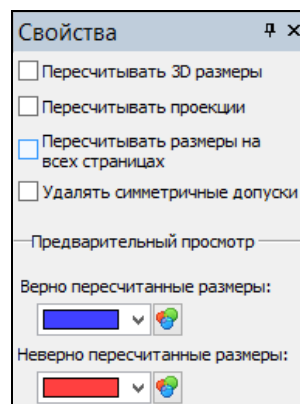 Свойства
Пересчитывать 3D размеры
Пересчитывать проекции
Пересчитывать размеры на
всех страницах
Удалять симметричные допуски
Предварительный просмотр
Верно пересчитанные размеры:
Неверно пересчитанные размеры: